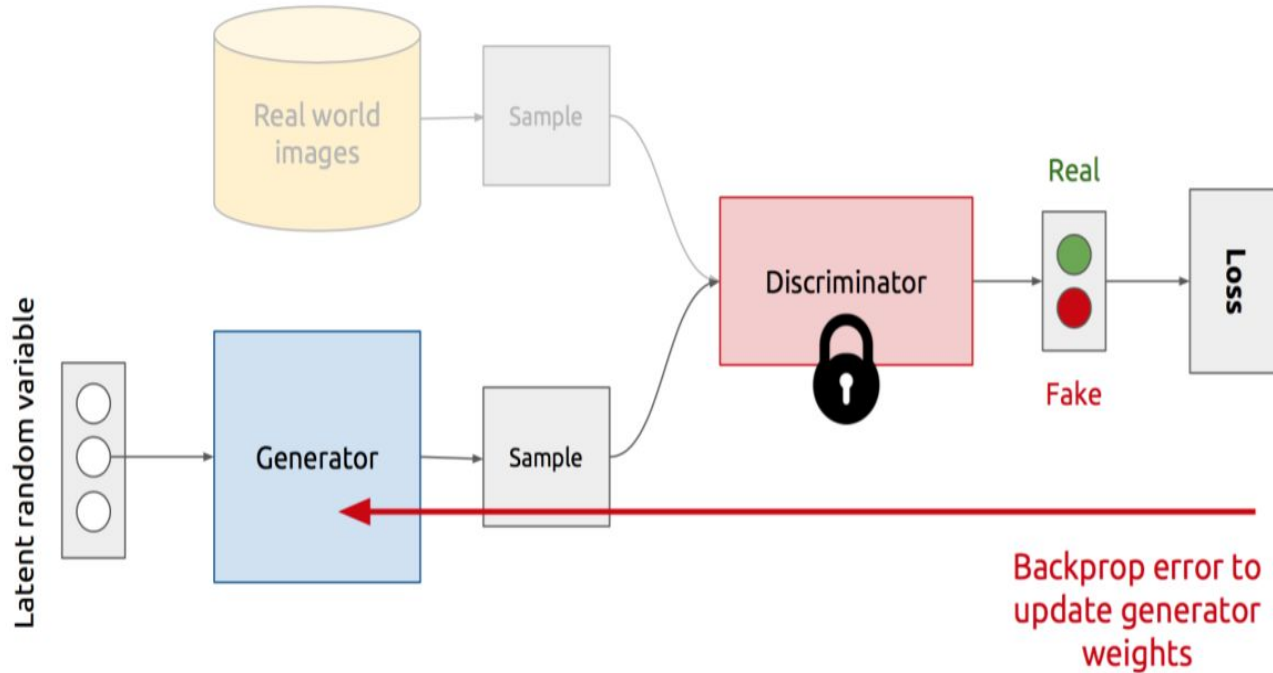 Real world
images
Sample
Real
Discriminator
Loss
Fake
Latent random variable
Generator
Sample
Backprop error to
update generator
weights